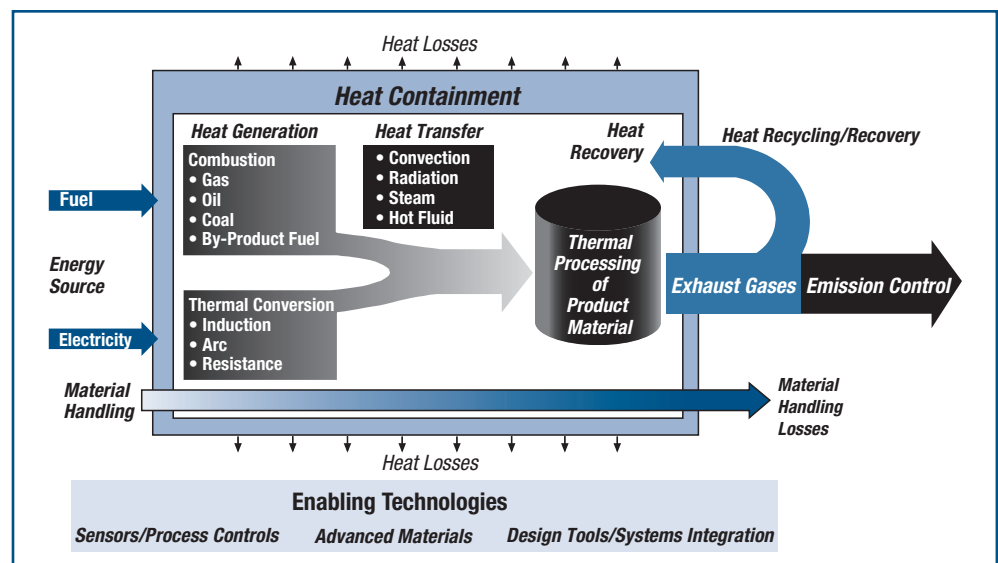 Heat Losses
Heat Containment
Heat Generation
Combustion
• Gas
• Oil
• Coal
• By-Product Fuel
Heat Transfer
• Convection
• Radiation
• Steam
• Hot Fluid
Heat
Recovery
Heat Recycling/Recovery
Fuel
Energy
Source
Electricity
Thermal Conversion
• Induction
• Arc
• Resistance
Thermal
Processing
of
Product
Material
Exhaust Gases
Emission Control
Material
Handling
Material
Handling
Losses
Heat Losses
Enabling Technologies
Sensors/Process Controls
Advanced Materials
Design Tools/Systems Integration